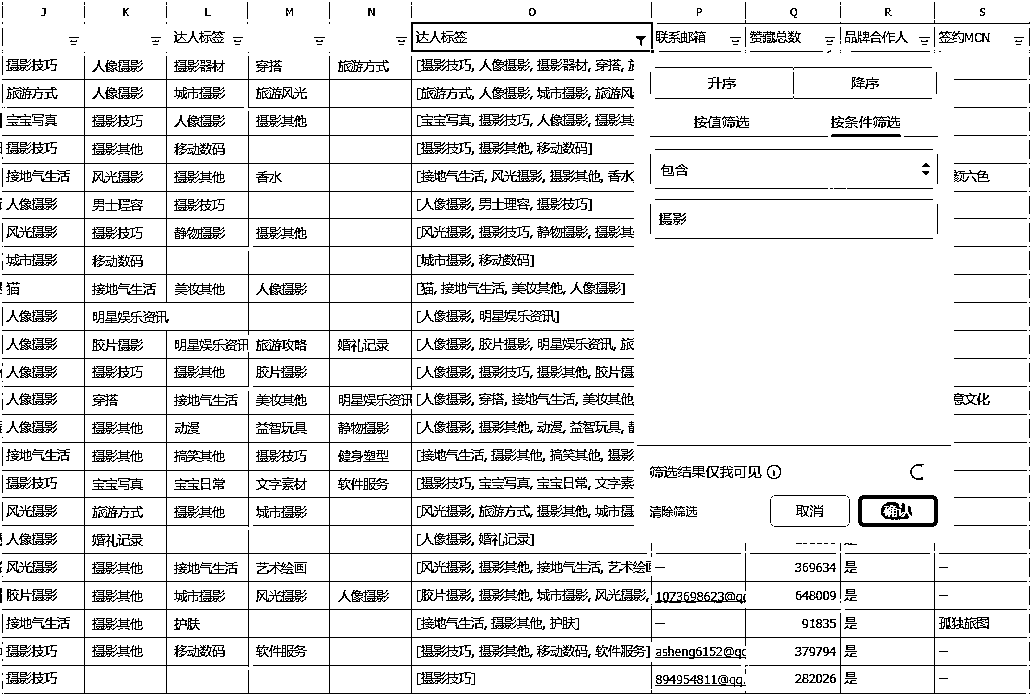 J K L M N O P Q R S
达人标签 达人标签 联系邮箱 赞藏总数 品牌合作人 签约MCN
摄影技巧 人像摄影 摄影器材 穿搭 旅游方式 [摄影技巧, 人像摄影, 摄影器材, 穿搭,
升序 降序
旅游方式 人像摄影 城市摄影 旅游风光 [旅游方式, 人像摄影, 城市摄影, 旅游风
宝宝写真 摄影技巧 人像摄影 摄影其他 [宝宝写真, 摄影技巧, 人像摄影, 摄影其
按值筛选 按条件筛选
摄影技巧 摄影其他 移动数码 [摄影技巧, 摄影其他, 移动数码]
接地气生活 风光摄影 摄影其他 香水 [接地气生活, 风光摄影, 摄影其他, 香水
包含 颜六色
人像摄影 男士理容 摄影技巧 [人像摄影, 男士理容, 摄影技巧]
摄影
风光摄影 摄影技巧 静物摄影 摄影其他 [风光摄影, 摄影技巧, 静物摄影, 摄影其
城市摄影 移动数码 [城市摄影, 移动数码]
猫 接地气生活 美妆其他 人像摄影 [猫, 接地气生活, 美妆其他, 人像摄影]
人像摄影 明星娱乐资讯 [人像摄影, 明星娱乐资讯]
人像摄影 胶片摄影 明星娱乐资讯 旅游攻略 婚礼记录 [人像摄影, 胶片摄影, 明星娱乐资讯, 旅
人像摄影 摄影技巧 摄影其他 胶片摄影 [人像摄影, 摄影技巧, 摄影其他, 胶片摄
人像摄影 穿搭 接地气生活 美妆其他 明星娱乐资讯 [人像摄影, 穿搭, 接地气生活, 美妆其他, 意文化
人像摄影 摄影其他 动漫 益智玩具 静物摄影 [人像摄影, 摄影其他, 动漫, 益智玩具,
接地气生活 摄影其他 搞笑其他 摄影技巧 健身塑型 [接地气生活, 摄影其他, 搞笑其他, 摄影
筛选结果仅我可见
摄影技巧 宝宝写真 宝宝日常 文字素材 软件服务 [摄影技巧, 宝宝写真, 宝宝日常, 文字素
风光摄影 旅游方式 摄影其他 城市摄影 [风光摄影, 旅游方式, 摄影其他, 城市摄
清除筛选 取消 确认
人像摄影 婚礼记录 [人像摄影, 婚礼记录]
风光摄影 摄影其他 接地气生活 艺术绘画 [风光摄影, 摄影其他, 接地气生活, 艺术绘画 — 369634 是 —
胶片摄影 摄影其他 城市摄影 风光摄影 人像摄影 [胶片摄影, 摄影其他, 城市摄影, 风光摄影, 1073698623@qq 648009 是 —
接地气生活 摄影其他 护肤 [接地气生活, 摄影其他, 护肤] — 91835 是 孤独旅图
摄影技巧 摄影其他 移动数码 软件服务 [摄影技巧, 摄影其他, 移动数码, 软件服务] asheng6152@qq 379794 是 —
摄影技巧 [摄影技巧] 894954811@qq. 282026 是 —